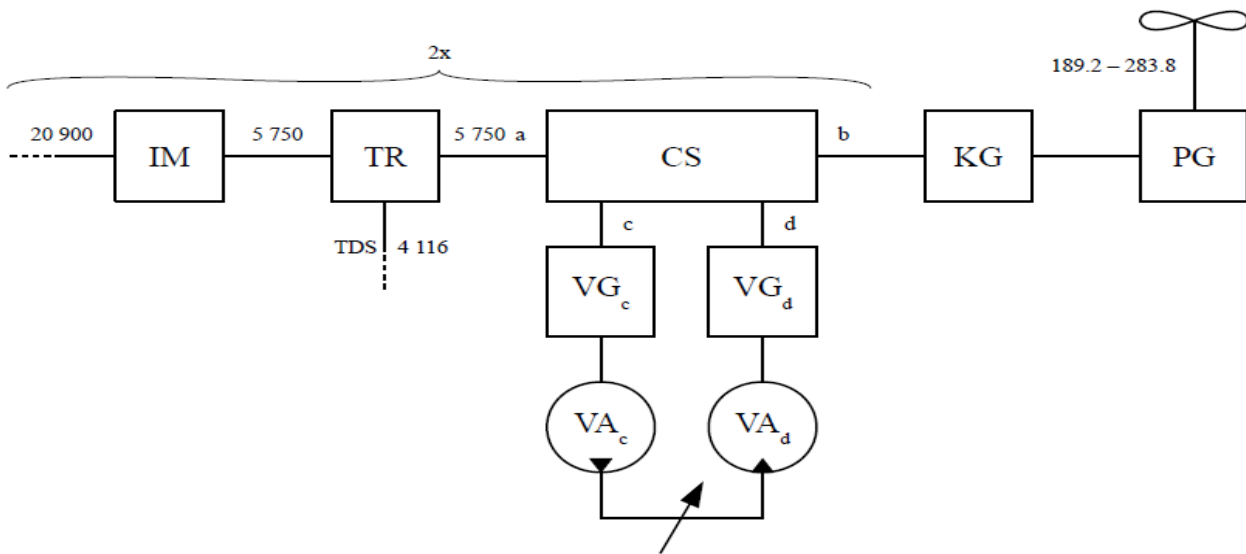 2x
189.2 – 283.8
20 900
IM
5 750
TR
5 750 a
CS
b
KG
PG
TDS 4 116
c
d
VGc
VGd
VAc
VAd